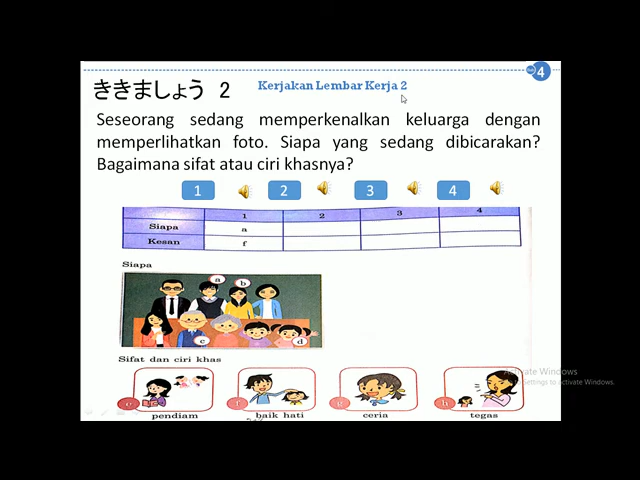 4
ききましょう 2
Kerjakan Lembar Kerja 2
Seseorang sedang memperkenalkan keluarga dengan
memperlihatkan foto. Siapa yang sedang dibicarakan?
Bagaimana sifat atau ciri khasnya?
1 2 3 4
1 2 3 4
Siapa a
Kesan f
Siapa
a b
c d
Sifat dan ciri khas
e f g h
pendiam baik hati ceria tegas
Activate Windows
Settings to activate Windows.